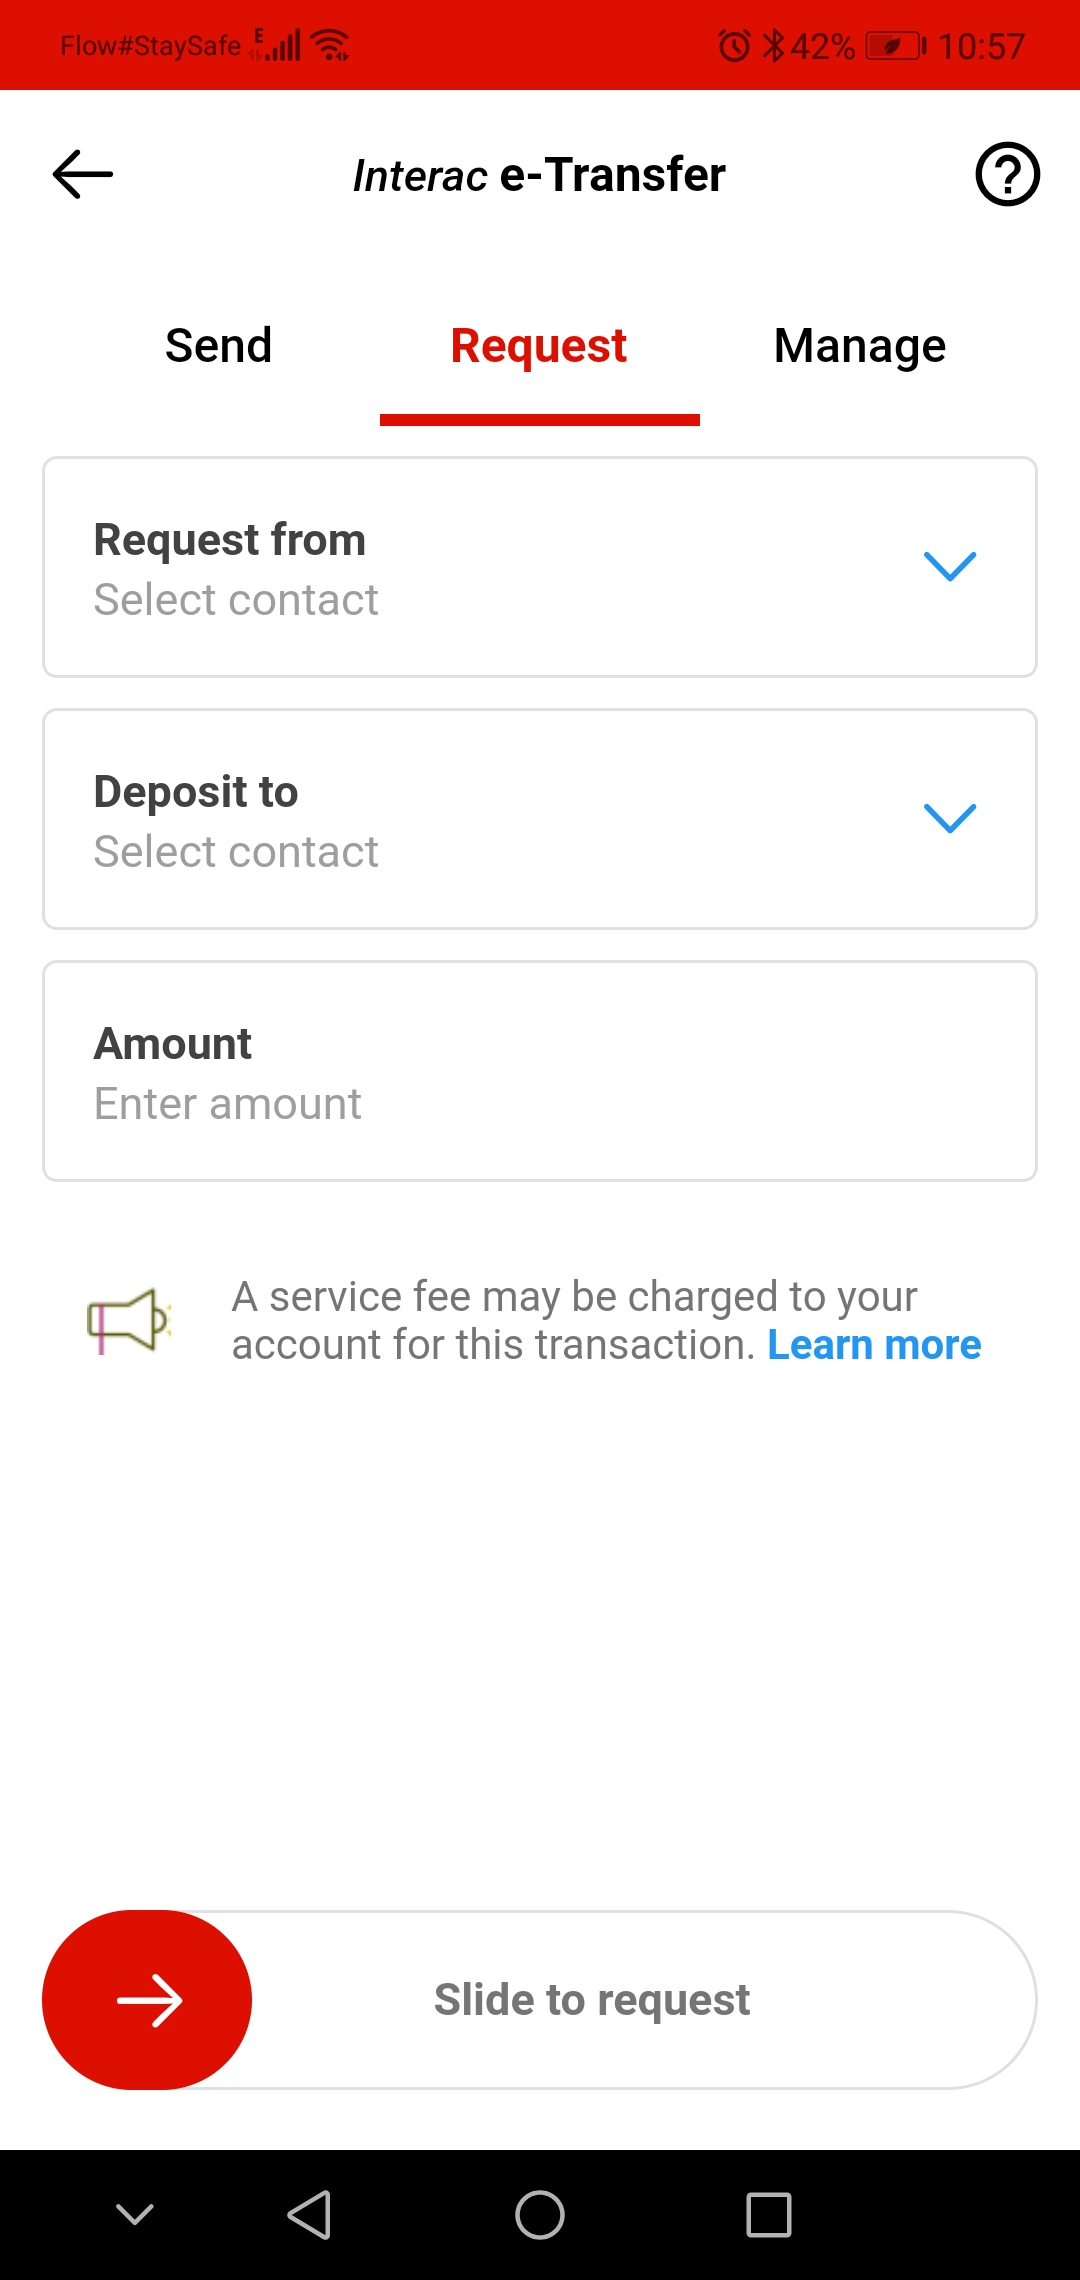 Flow#StaySafe E 42% 10:57
Interac e-Transfer
Send Request Manage
Request from
Select contact
Deposit to
Select contact
Amount
Enter amount
A service fee may be charged to your
account for this transaction. Learn more
Slide to request